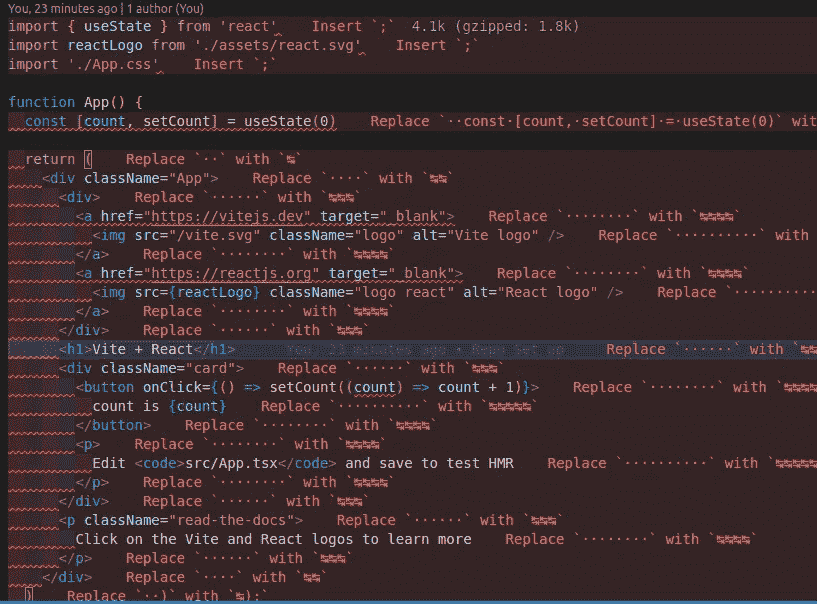 You, 23 minutes ago | 1 author (You)
import { useState } from 'react'    Insert `;`  4.1k (gzipped: 1.8k)
import reactLogo from './assets/react.svg'    Insert `;`
import './App.css'    Insert `;`
function App() {
  const [count, setCount] = useState(0)    Replace `··const·[count,·setCount]·=·useState(0)` wit
  return (    Replace `··` with `↹`
    <div className="App">    Replace `····` with `↹↹`
      <div>    Replace `······` with `↹↹↹`
        <a href="https://vitejs.dev" target="_blank">    Replace `········` with `↹↹↹↹`
          <img src="/vite.svg" className="logo" alt="Vite logo" />    Replace `··········` with
        </a>    Replace `········` with `↹↹↹↹`
        <a href="https://reactjs.org" target="_blank">    Replace `········` with `↹↹↹↹`
          <img src={reactLogo} className="logo react" alt="React logo" />    Replace `··········
        </a>    Replace `········` with `↹↹↹↹`
      </div>    Replace `······` with `↹↹↹`
      <h1>Vite + React</h1>      You, 23 minutes ago • Repo Set up    Replace `······` with `↹↹
      <div className="card">    Replace `······` with `↹↹↹`
        <button onClick={() => setCount((count) => count + 1)}>    Replace `········` with `↹↹↹↹
          count is {count}    Replace `··········` with `↹↹↹↹↹`
        </button>    Replace `········` with `↹↹↹↹`
        <p>    Replace `········` with `↹↹↹↹`
          Edit <code>src/App.tsx</code> and save to test HMR    Replace `··········` with `↹↹↹↹↹
        </p>    Replace `········` with `↹↹↹↹`
      </div>    Replace `······` with `↹↹↹`
      <p className="read-the-docs">    Replace `······` with `↹↹↹`
        Click on the Vite and React logos to learn more    Replace `········` with `↹↹↹↹`
      </p>    Replace `······` with `↹↹↹`
    </div>    Replace `····` with `↹↹`
  )    Replace `··)` with `↹);`